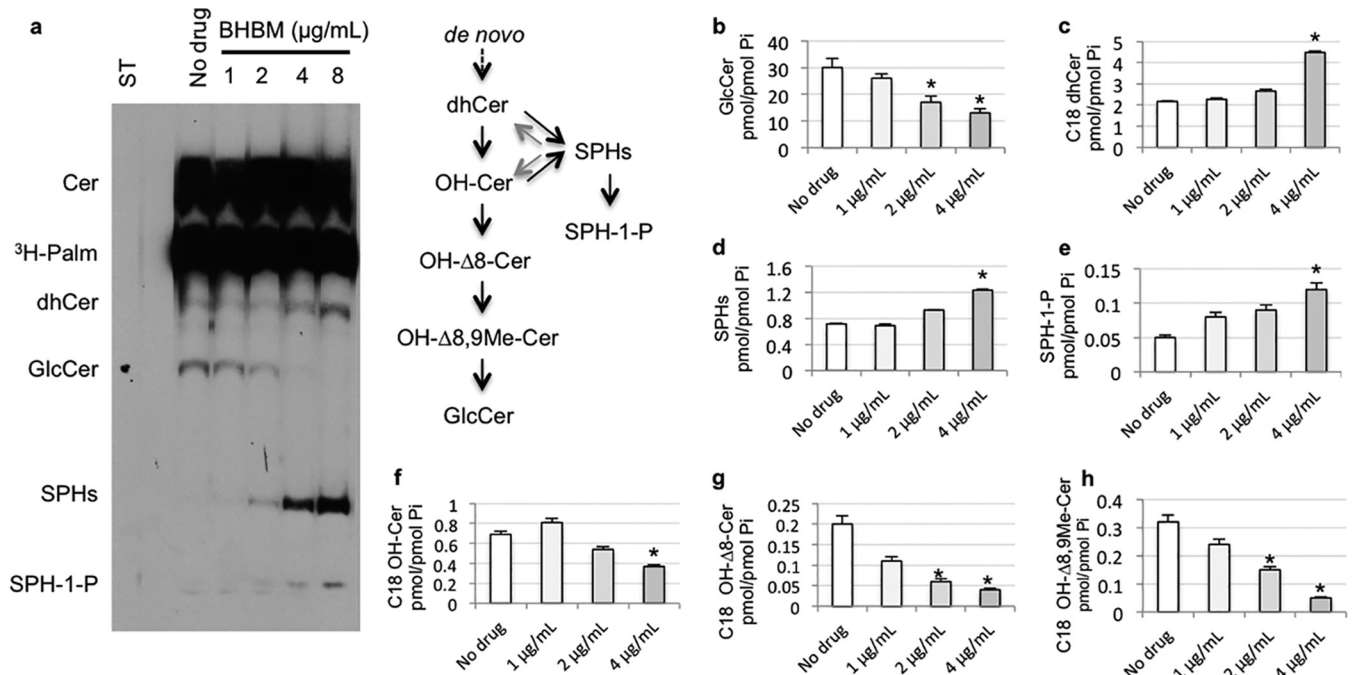 a
ST
No drug
BHBM (µg/mL)
1 2 4 8
Cer
³H-Palm
dhCer
GlcCer
SPHs
SPH-1-P
de novo
dhCer
SPHs
OH-Cer
SPH-1-P
OH-Δ8-Cer
OH-Δ8,9Me-Cer
GlcCer
b
GlcCer
pmol/pmol Pi
40
30
20
10
0
No drug
1 µg/mL
2 µg/mL
4 µg/mL
*
*
c
C18 dhCer
pmol/pmol Pi
5
4
3
2
1
0
No drug
1 µg/mL
2 µg/mL
4 µg/mL
*
d
SPHs
pmol/pmol Pi
1.6
1.2
0.8
0.4
0
No drug
1 µg/mL
2 µg/mL
4 µg/mL
*
e
SPH-1-P
pmol/pmol Pi
0.15
0.1
0.05
0
No drug
1 µg/mL
2 µg/mL
4 µg/mL
*
f
C18 OH-Cer
pmol/pmol Pi
1
0.8
0.6
0.4
0.2
0
No drug
1 µg/mL
2 µg/mL
4 µg/mL
*
g
C18 OH-Δ8-Cer
pmol/pmol Pi
0.25
0.2
0.15
0.1
0.05
0
No drug
1 µg/mL
2 µg/mL
4 µg/mL
*
*
h
C18 OH-Δ8,9Me-Cer
pmol/pmol Pi
0.4
0.3
0.2
0.1
0
No drug
1 µg/mL
2 µg/mL
4 µg/mL
*
*